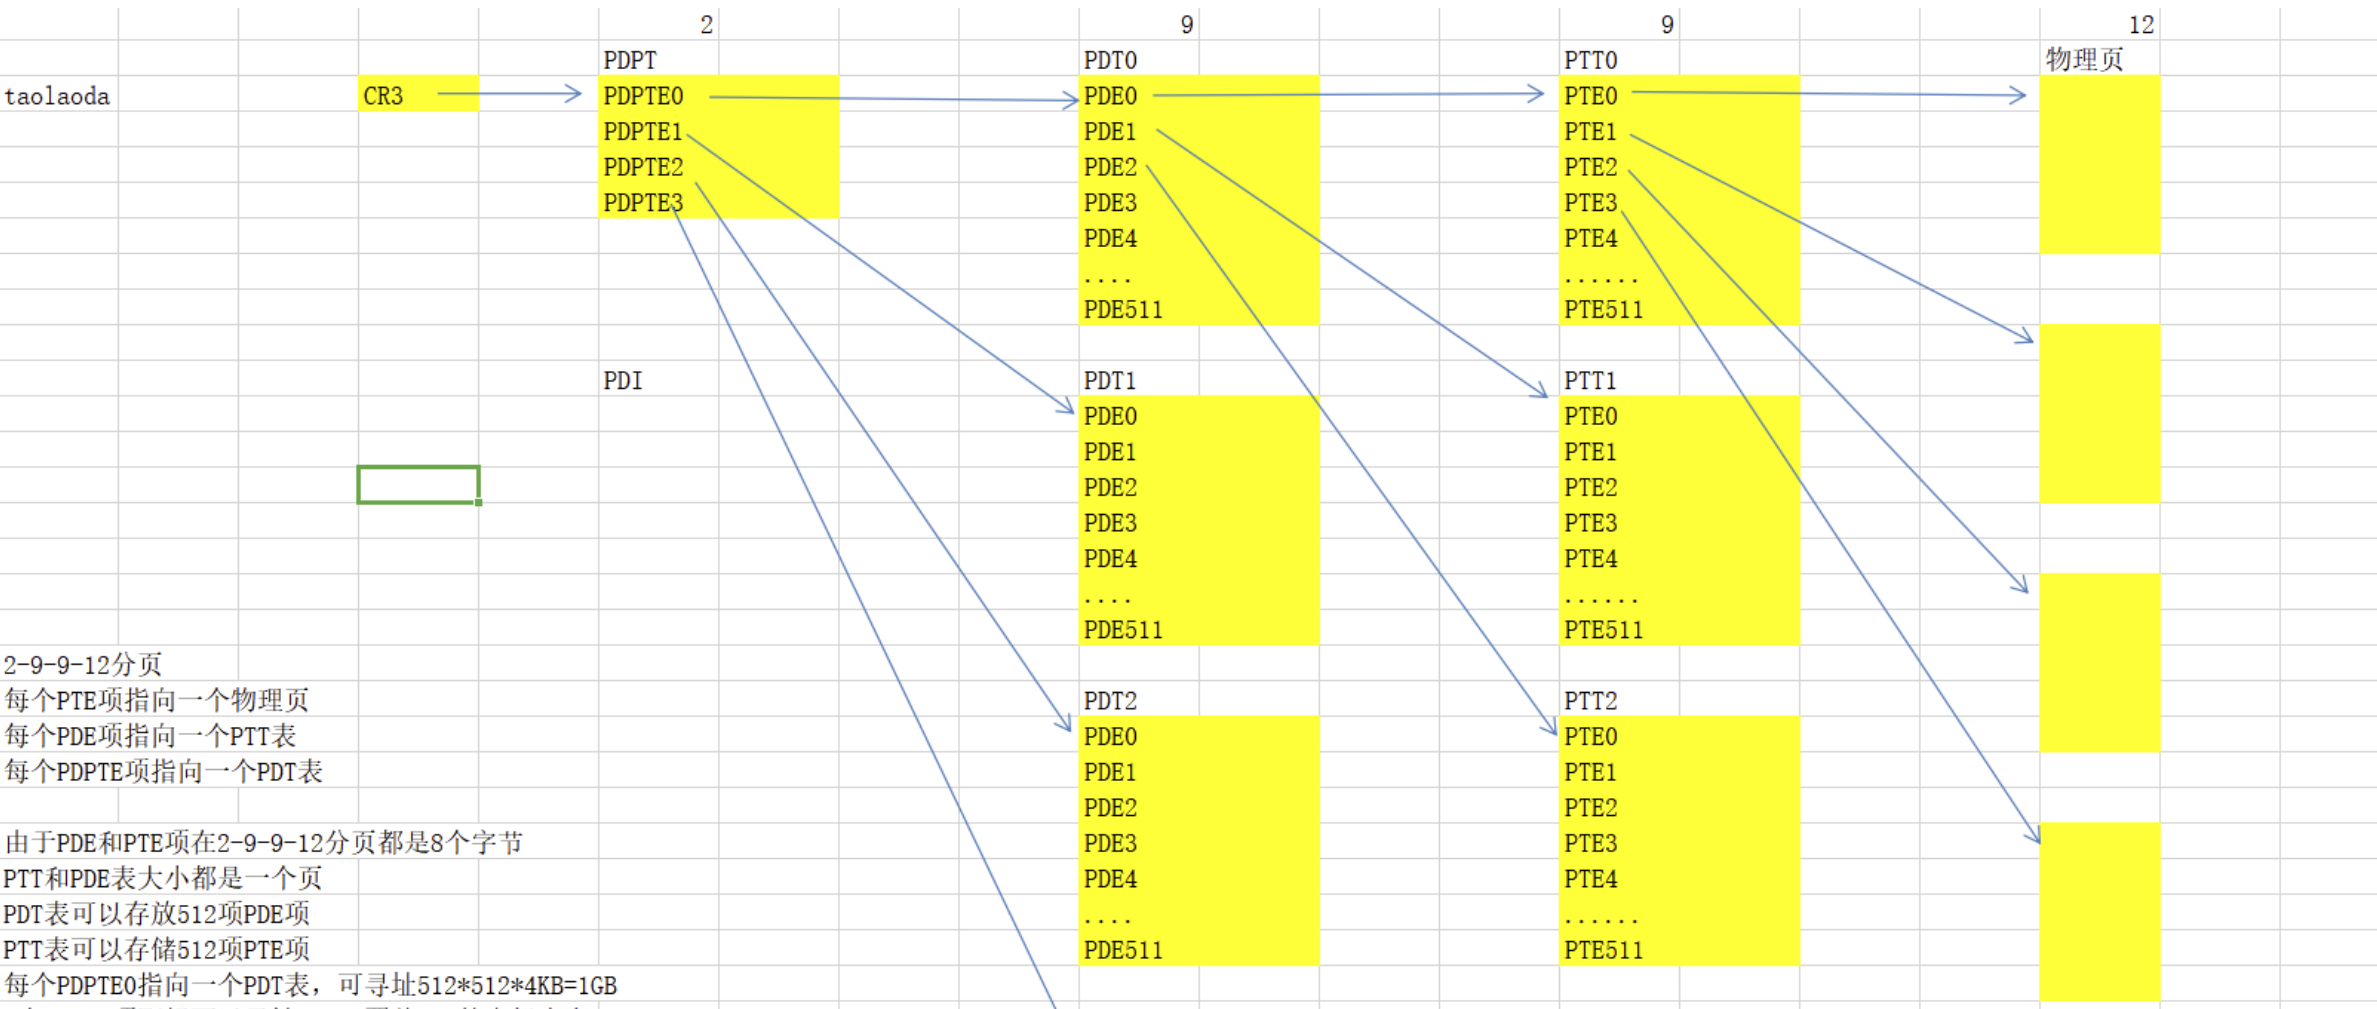 2 9 9 12
PDPT PDT0 PTT0 物理页
taolaoda CR3 PDPTE0 PDE0 PTE0
PDPTE1 PDE1 PTE1
PDPTE2 PDE2 PTE2
PDPTE3 PDE3 PTE3
PDE4 PTE4
.... ......
PDE511 PTE511
PDI PDT1 PTT1
PDE0 PTE0
PDE1 PTE1
PDE2 PTE2
PDE3 PTE3
PDE4 PTE4
.... ......
PDE511 PTE511
2-9-9-12分页
每个PTE项指向一个物理页 PDT2 PTT2
每个PDE项指向一个PTT表 PDE0 PTE0
每个PDPTE项指向一个PDT表 PDE1 PTE1
PDE2 PTE2
由于PDE和PTE项在2-9-9-12分页都是8个字节 PDE3 PTE3
PTT和PDE表大小都是一个页 PDE4 PTE4
PDT表可以存放512项PDE项 .... ......
PTT表可以存储512项PTE项 PDE511 PTE511
每个PDPTE0指向一个PDT表，可寻址512*512*4KB=1GB